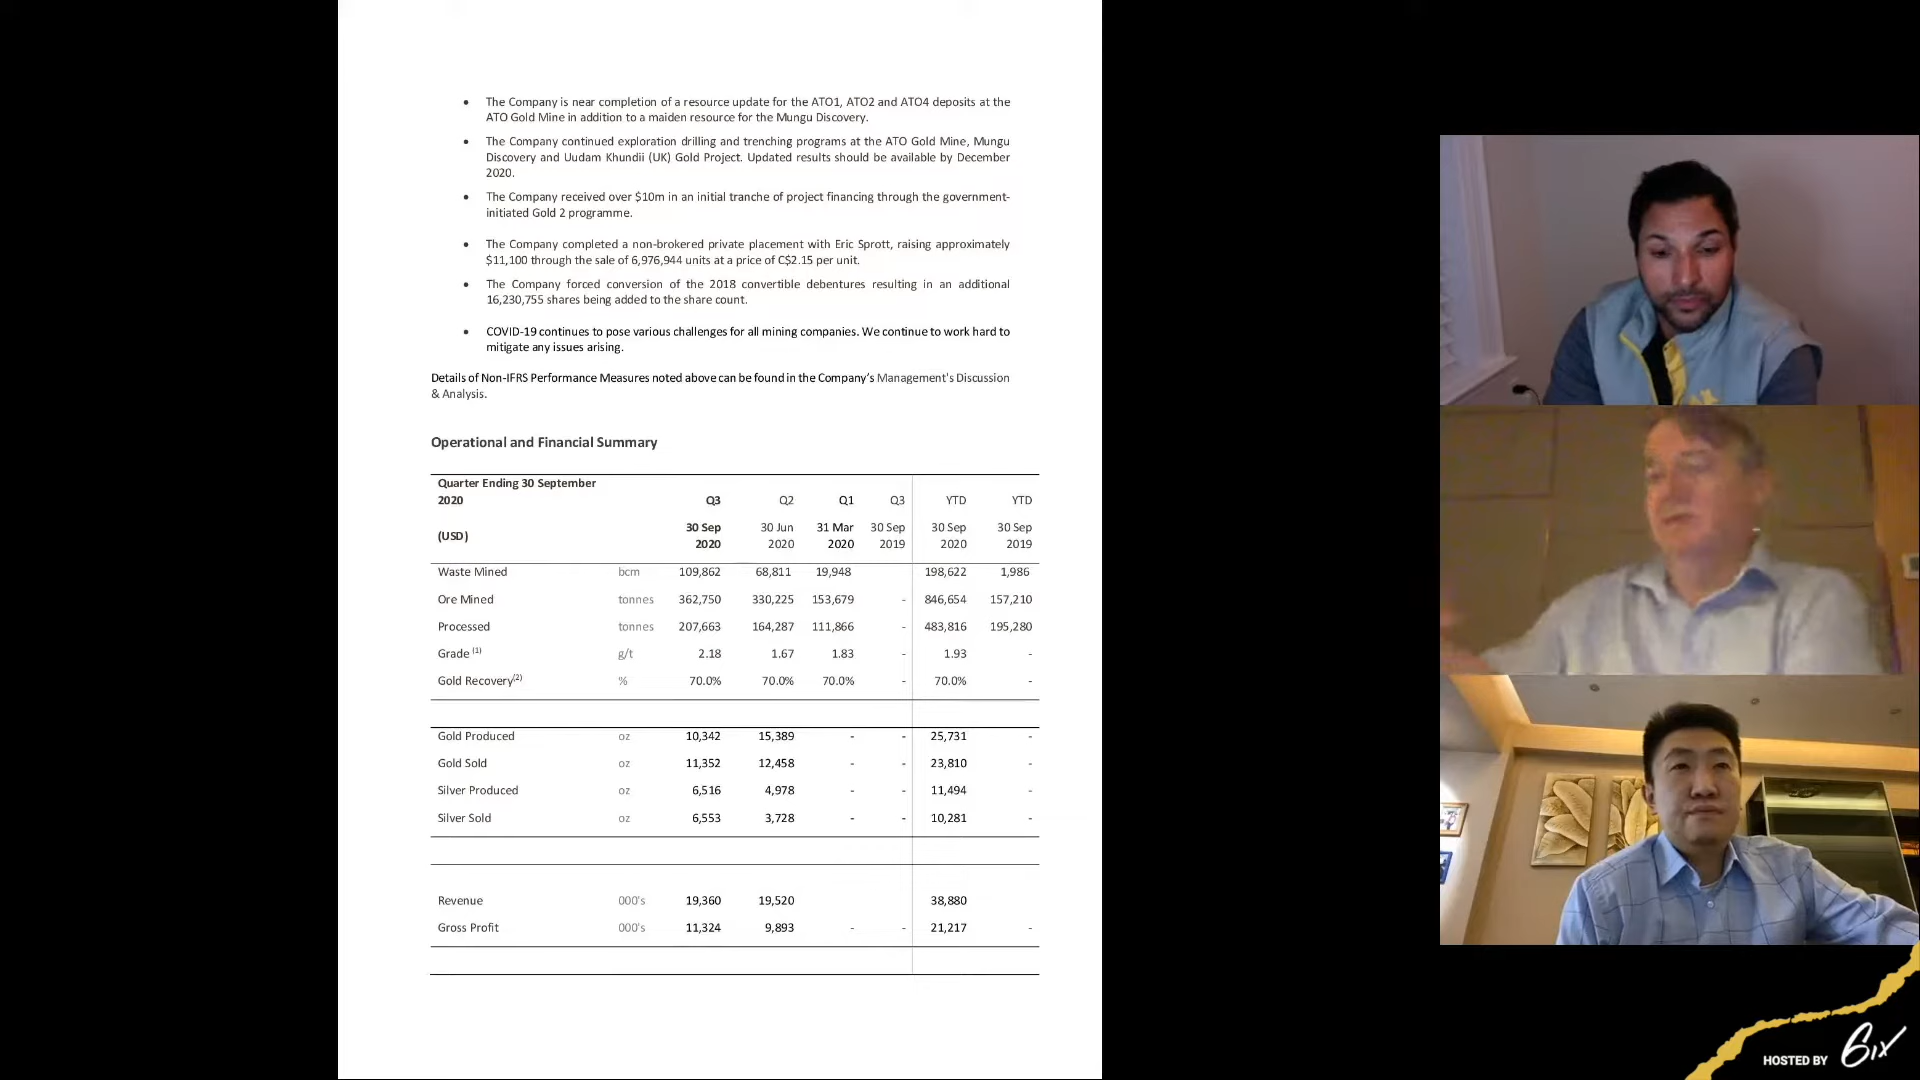 • The Company is near completion of a resource update for the ATO1, ATO2 and ATO4 deposits at the
ATO Gold Mine in addition to a maiden resource for the Mungu Discovery.
• The Company continued exploration drilling and trenching programs at the ATO Gold Mine, Mungu
Discovery and Uudam Khundii (UK) Gold Project. Updated results should be available by December
2020.
• The Company received over $10m in an initial tranche of project financing through the government-
initiated Gold 2 programme.
• The Company completed a non-brokered private placement with Eric Sprott, raising approximately
$11,100 through the sale of 6,976,944 units at a price of C$2.15 per unit.
• The Company forced conversion of the 2018 convertible debentures resulting in an additional
16,230,755 shares being added to the share count.
• COVID-19 continues to pose various challenges for all mining companies. We continue to work hard to
mitigate any issues arising.
Details of Non-IFRS Performance Measures noted above can be found in the Company's Management's Discussion
& Analysis.
Operational and Financial Summary
Quarter Ending 30 September
2020 Q3 Q2 Q1 Q3 YTD YTD
30 Sep 30 Jun 31 Mar 30 Sep 30 Sep 30 Sep
(USD)
2020 2020 2020 2019 2020 2019
Waste Mined bcm 109,862 68,811 19,948 198,622 1,986
Ore Mined tonnes 362,750 330,225 153,679 - 846,654 157,210
Processed tonnes 207,663 164,287 111,866 - 483,816 195,280
Grade (1) g/t 2.18 1.67 1.83 - 1.93 -
Gold Recovery(2) % 70.0% 70.0% 70.0% - 70.0% -
Gold Produced oz 10,342 15,389 - - 25,731 -
Gold Sold oz 11,352 12,458 - - 23,810 -
Silver Produced oz 6,516 4,978 - - 11,494 -
Silver Sold oz 6,553 3,728 - - 10,281 -
Revenue 000's 19,360 19,520 38,880
Gross Profit 000's 11,324 9,893 - - 21,217 -
HOSTED BY 6ix